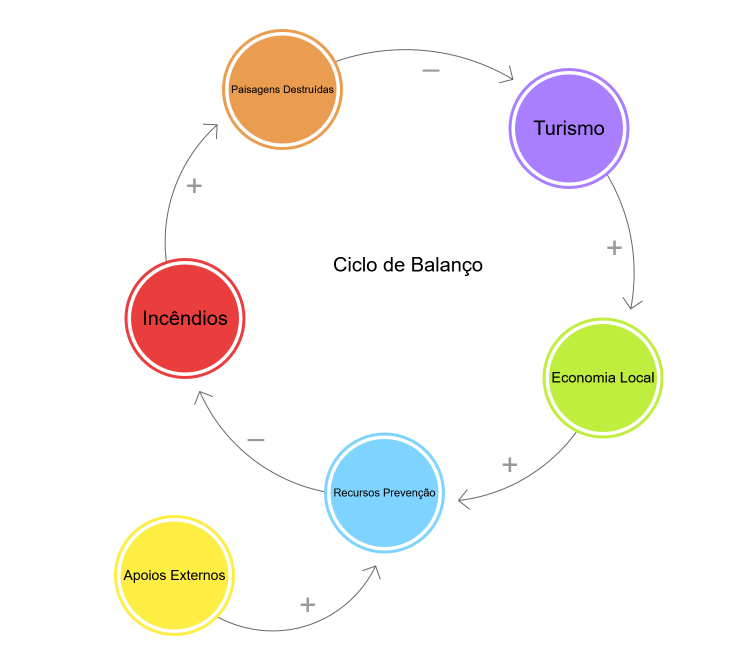 Paisagens Destruídas
−
Turismo
+
+
Ciclo de Balanço
Incêndios
Economia Local
−
+
Recursos Prevenção
Apoios Externos
+